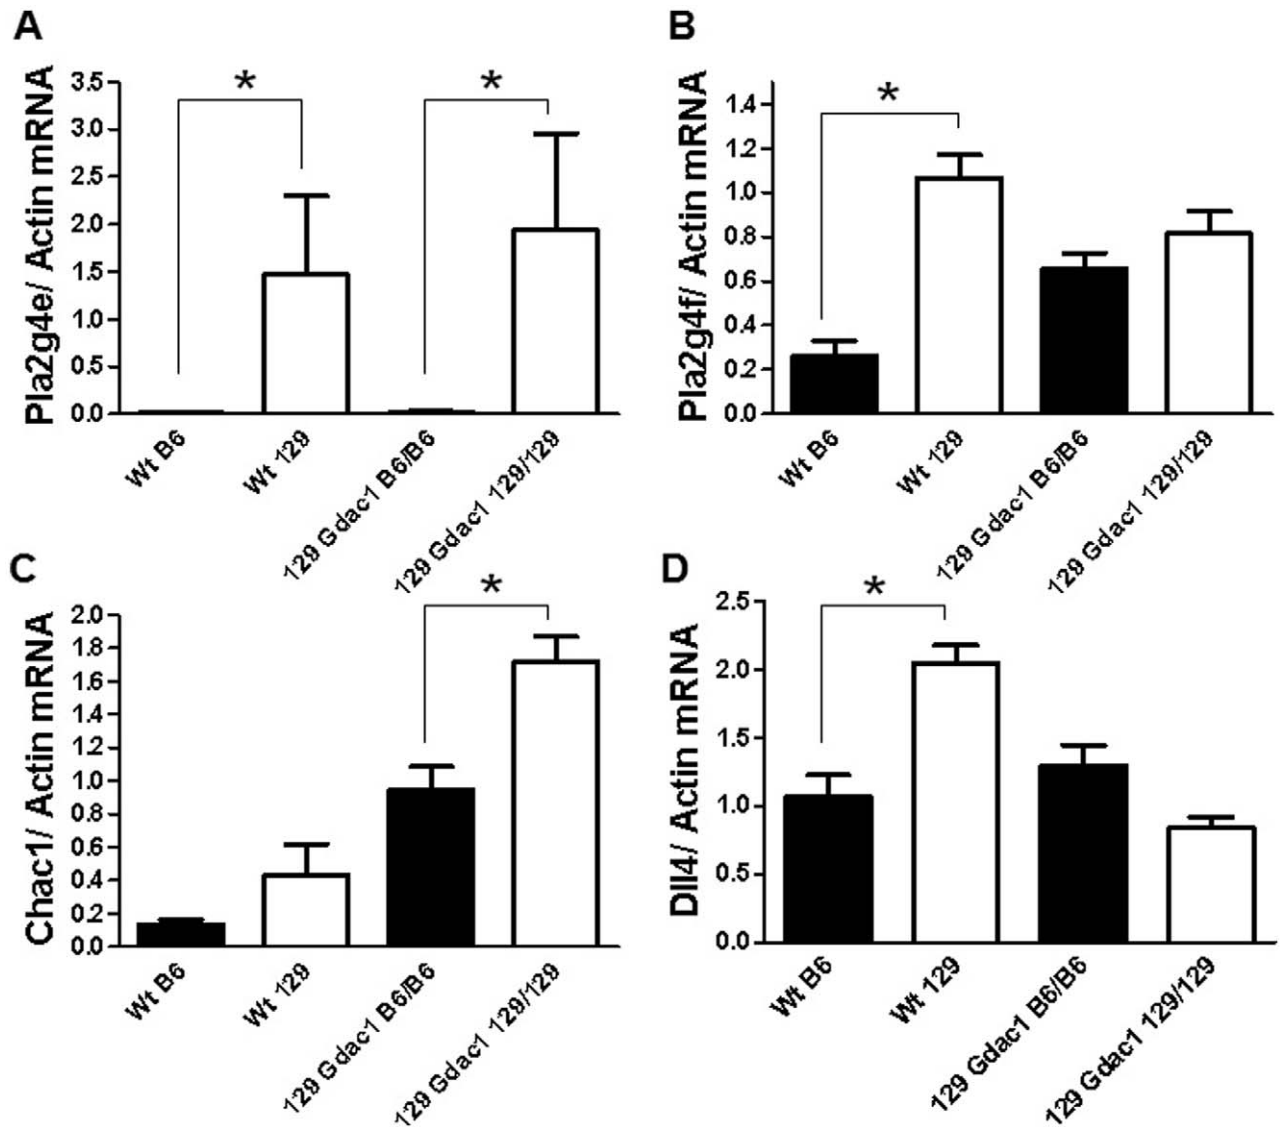 A
Pla2g4e/ Actin mRNA
3.5
3.0
2.5
2.0
1.5
1.0
0.5
0.0
*
*
Wt B6
Wt 129
129 Gdac1 B6/B6
129 Gdac1 129/129
B
Pla2g4f/ Actin mRNA
1.4
1.2
1.0
0.8
0.6
0.4
0.2
0.0
*
Wt B6
Wt 129
129 Gdac1 B6/B6
129 Gdac1 129/129
C
Chac1/ Actin mRNA
2.0
1.8
1.6
1.4
1.2
1.0
0.8
0.6
0.4
0.2
0.0
*
Wt B6
Wt 129
129 Gdac1 B6/B6
129 Gdac1 129/129
D
Dll4/ Actin mRNA
2.5
2.0
1.5
1.0
0.5
0.0
*
Wt B6
Wt 129
129 Gdac1 B6/B6
129 Gdac1 129/129